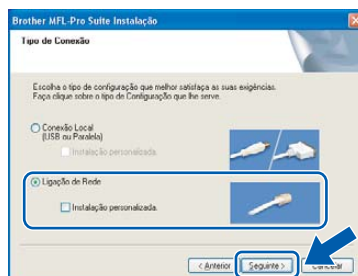 Brother MFL-Pro Suite Instalação
Tipo de Conexão
Escolha o tipo de configuração que melhor satisfaça as suas exigências.
Faça clique sobre o tipo de Configuração que lhe serve.
Conexão Local
(USB ou Paralela)
Instalação personalizada.
Ligação de Rede
Instalação personalizada.
< Anterior
Seguinte >
Cancelar